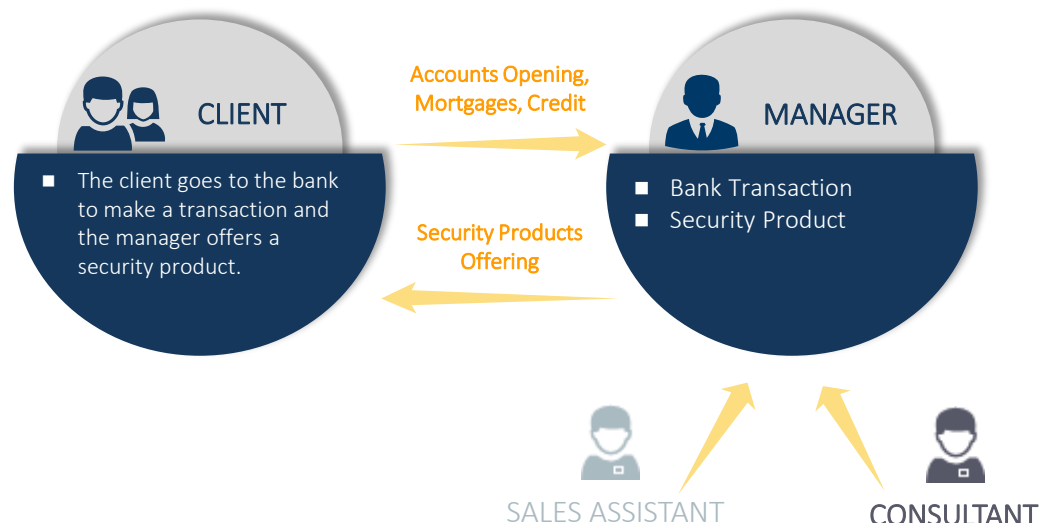 CLIENT
■ The client goes to the bank
to make a transaction and
the manager offers a
security product.
Accounts Opening,
Mortgages, Credit
Security Products
Offering
MANAGER
■ Bank Transaction
■ Security Product
SALES ASSISTANT
CONSULTANT